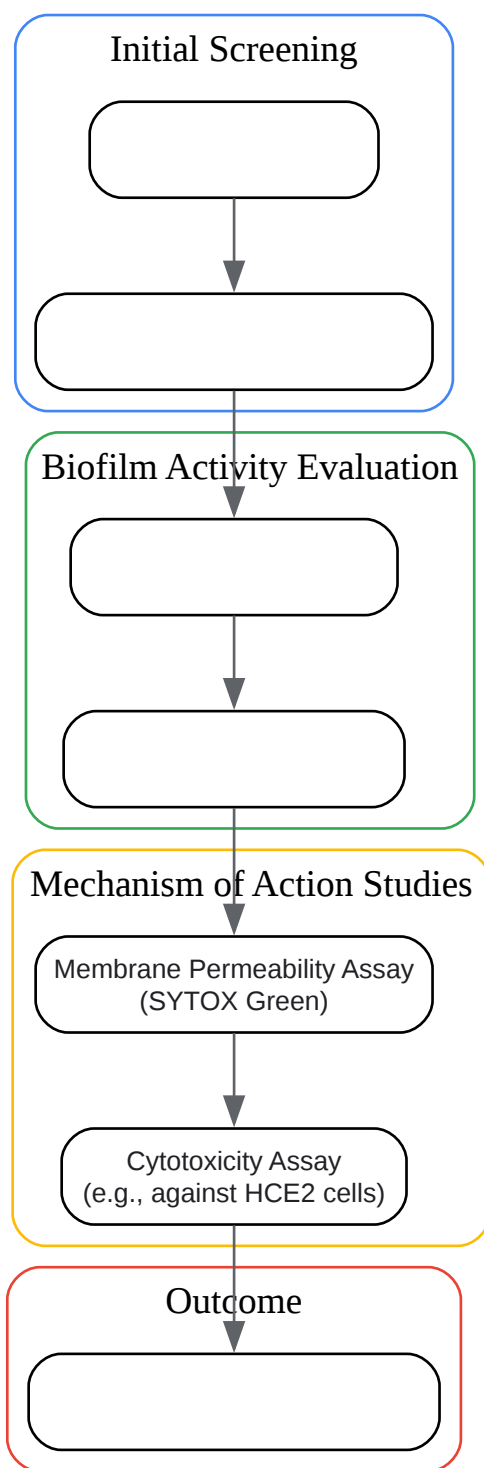 Initial Screening
Biofilm Activity Evaluation
Mechanism of Action Studies
Membrane Permeability Assay
(SYTOX Green)
Cytotoxicity Assay
(e.g., against HCE2 cells)
Outcome